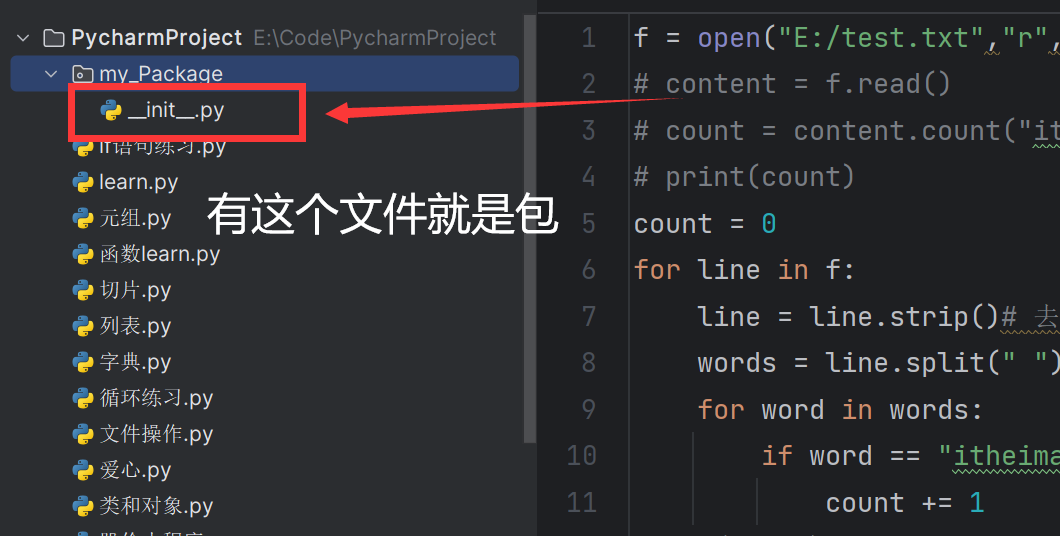 PycharmProject E:\Code\PycharmProject
my_Package
__init__.py
if语句练习.py
learn.py
元组.py
函数learn.py
切片.py
列表.py
字典.py
循环练习.py
文件操作.py
爱心.py
类和对象.py
有这个文件就是包
1 f = open("E:/test.txt","r",
2 # content = f.read()
3 # count = content.count("it
4 # print(count)
5 count = 0
6 for line in f:
7 line = line.strip()# 去
8 words = line.split(" ")
9 for word in words:
10 if word == "itheima
11 count += 1